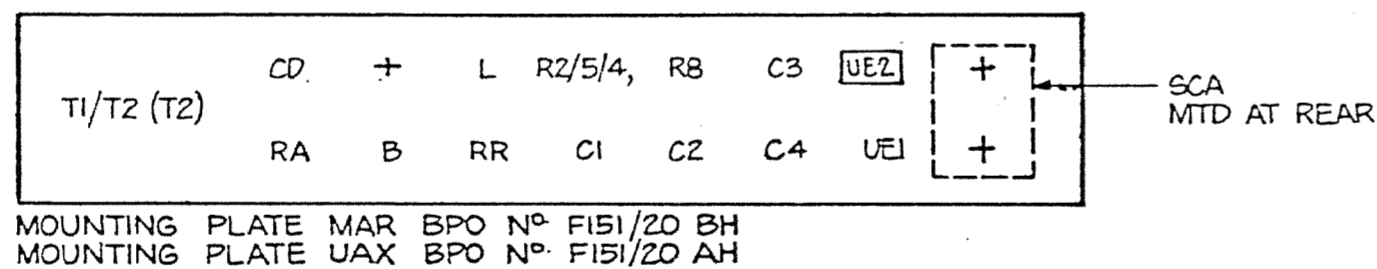 CD. + L R2/5/4, R8 C3 UE2 +
T1/T2 (T2)
RA B RR C1 C2 C4 UE1 +
SCA
MTD AT REAR
MOUNTING PLATE MAR BPO Nº F151/20 BH
MOUNTING PLATE UAX BPO Nº. F151/20 AH